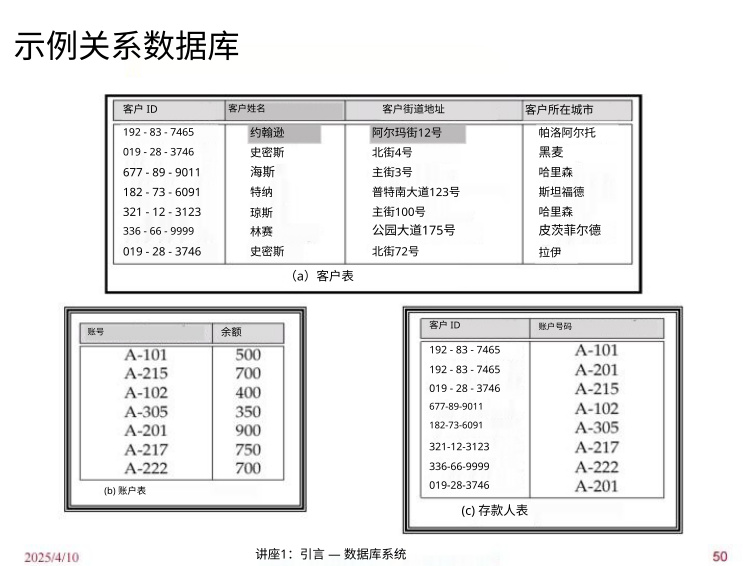 示例关系数据库
客户 ID 客户姓名 客户街道地址 客户所在城市
192 - 83 - 7465 约翰逊 阿尔玛街12号 帕洛阿尔托
019 - 28 - 3746 史密斯 北街4号 黑麦
677 - 89 - 9011 海斯 主街3号 哈里森
182 - 73 - 6091 特纳 普特南大道123号 斯坦福德
321 - 12 - 3123 琼斯 主街100号 哈里森
336 - 66 - 9999 林赛 公园大道175号 皮茨菲尔德
019 - 28 - 3746 史密斯 北街72号 拉伊
（a）客户表
账号 余额
A-101 500
A-215 700
A-102 400
A-305 350
A-201 900
A-217 750
A-222 700
(b) 账户表
客户 ID 账户号码
192 - 83 - 7465 A-101
192 - 83 - 7465 A-201
019 - 28 - 3746 A-215
677-89-9011 A-102
182-73-6091 A-305
321-12-3123 A-217
336-66-9999 A-222
019-28-3746 A-201
(c) 存款人表
2025/4/10 讲座1：引言 — 数据库系统 50